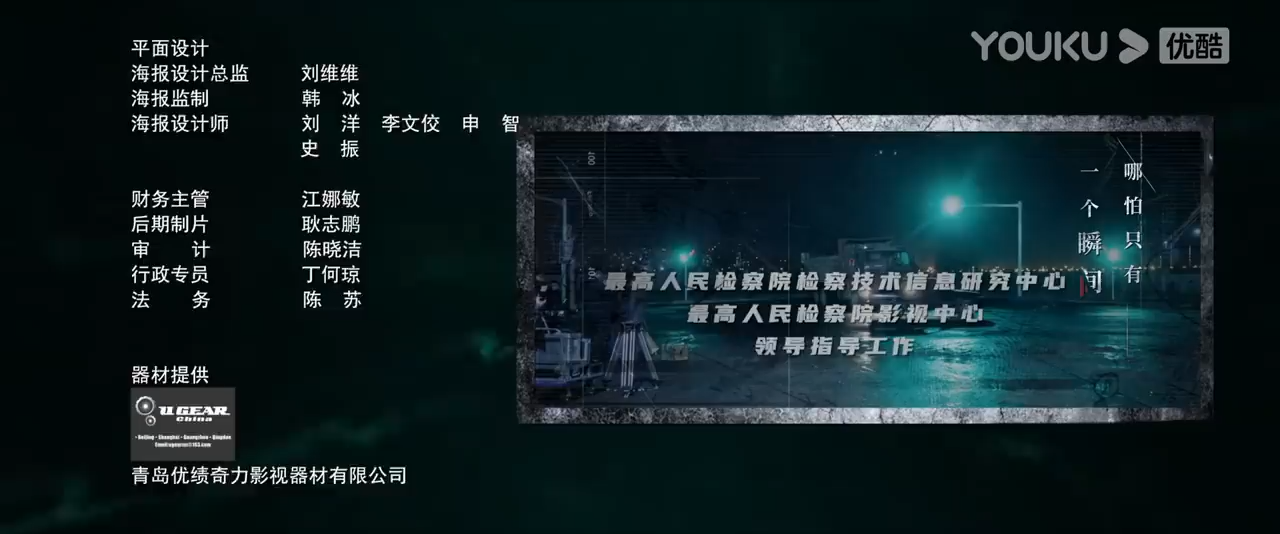 平面设计
海报设计总监 刘维维
海报监制 韩 冰
海报设计师 刘 洋 李文佼 申 智
史 振
财务主管 江娜敏
后期制片 耿志鹏
审 计 陈晓洁
行政专员 丁何琼
法 务 陈 苏
器材提供
U GEAR
China
• Beijing • Shanghai • Guangzhou • Qingdao
青岛优绩奇力影视器材有限公司
YOUKU 优酷
哪怕只有
一个瞬间
最高人民检察院检察技术信息研究中心
最高人民检察院影视中心
领导指导工作